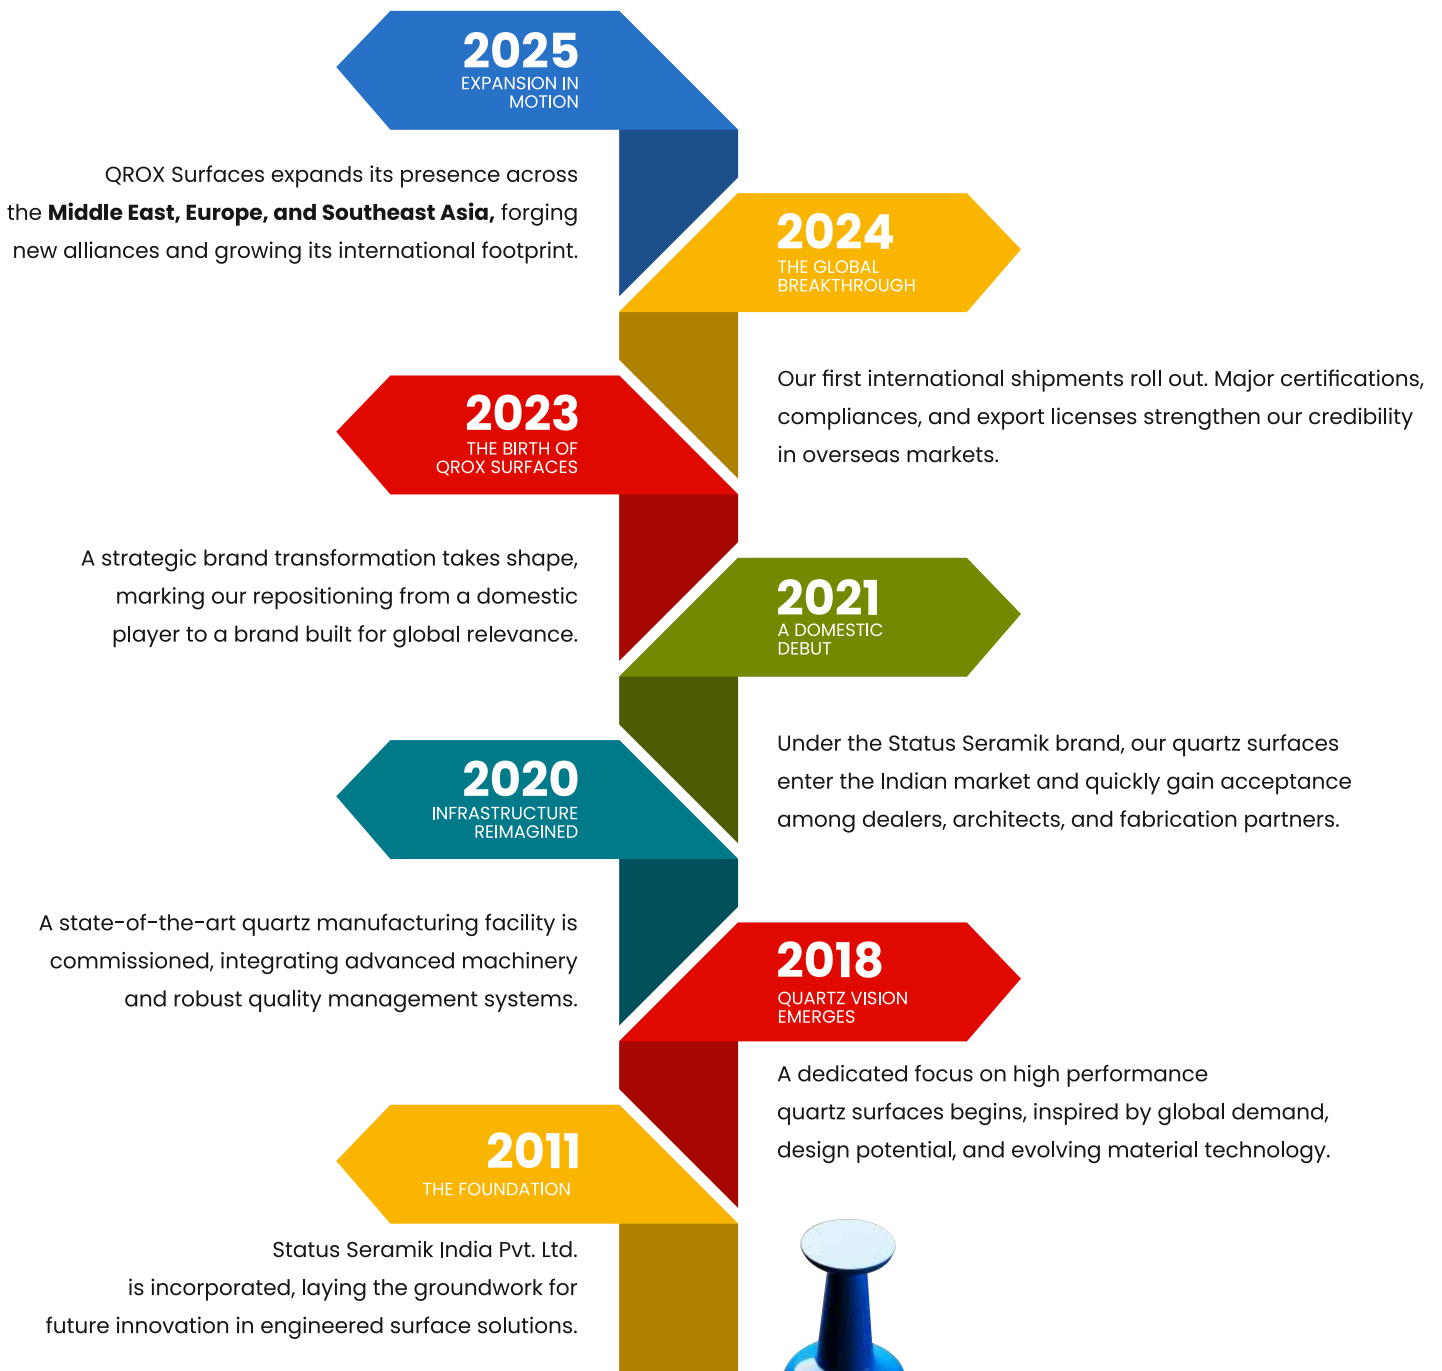 2025
EXPANSION IN
MOTION
QROX Surfaces expands its presence across
the Middle East, Europe, and Southeast Asia, forging
new alliances and growing its international footprint.
2024
THE GLOBAL
BREAKTHROUGH
Our first international shipments roll out. Major certifications,
compliances, and export licenses strengthen our credibility
in overseas markets.
2023
THE BIRTH OF
QROX SURFACES
A strategic brand transformation takes shape,
marking our repositioning from a domestic
player to a brand built for global relevance.
2021
A DOMESTIC
DEBUT
Under the Status Seramik brand, our quartz surfaces
enter the Indian market and quickly gain acceptance
among dealers, architects, and fabrication partners.
2020
INFRASTRUCTURE
REIMAGINED
A state-of-the-art quartz manufacturing facility is
commissioned, integrating advanced machinery
and robust quality management systems.
2018
QUARTZ VISION
EMERGES
A dedicated focus on high performance
quartz surfaces begins, inspired by global demand,
design potential, and evolving material technology.
2011
THE FOUNDATION
Status Seramik India Pvt. Ltd.
is incorporated, laying the groundwork for
future innovation in engineered surface solutions.